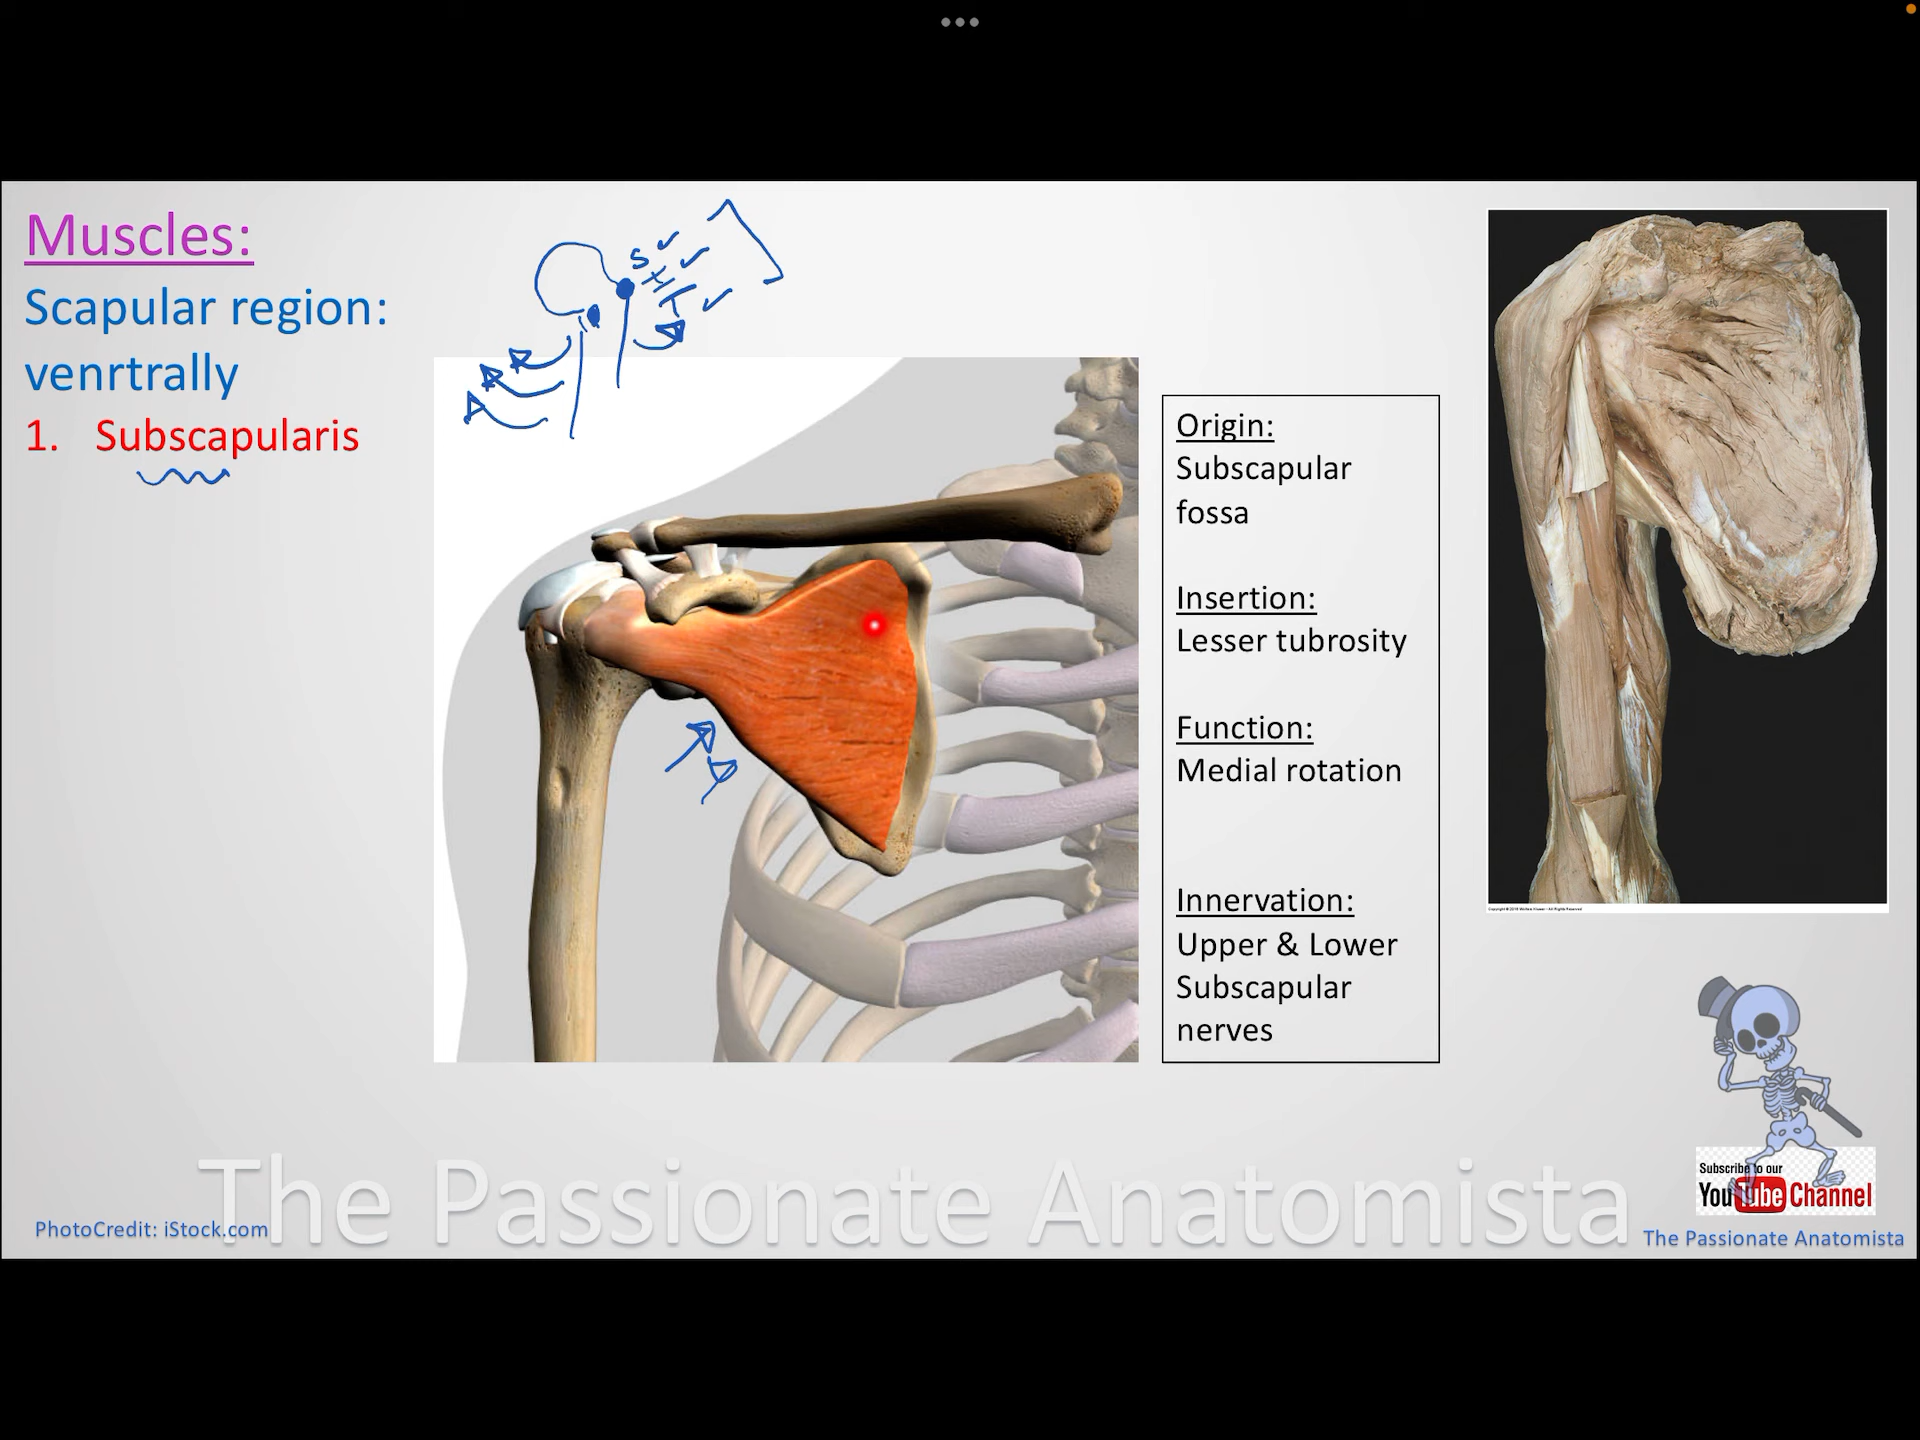 Muscles:
Scapular region:
venrtrally
1. Subscapularis
S
I
T
Origin:
Subscapular
fossa
Insertion:
Lesser tubrosity
Function:
Medial rotation
Innervation:
Upper & Lower
Subscapular
nerves
The Passionate Anatomista
PhotoCredit: iStock.com
Subscribe to our
YouTube Channel
The Passionate Anatomista